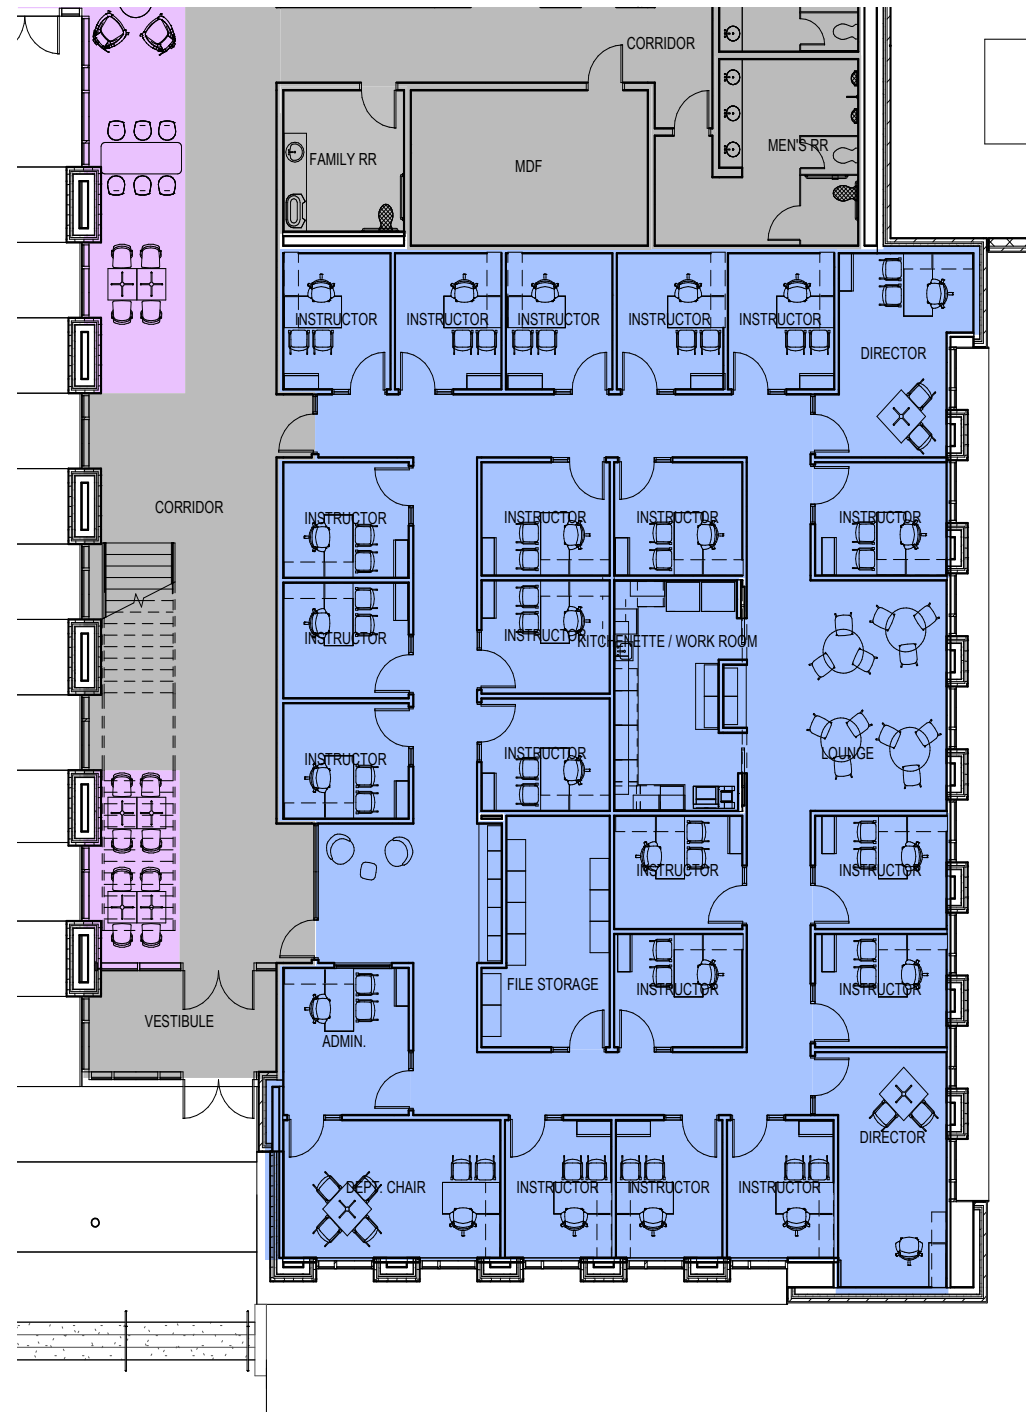 CORRIDOR
MEN'S RR
FAMILY RR
MDF
INSTRUCTOR
INSTRUCTOR
INSTRUCTOR
INSTRUCTOR
INSTRUCTOR
DIRECTOR
CORRIDOR
INSTRUCTOR
INSTRUCTOR
INSTRUCTOR
INSTRUCTOR
INSTRUCTOR
INSTRUCTOR
KITCHENETTE / WORK ROOM
INSTRUCTOR
INSTRUCTOR
LOUNGE
INSTRUCTOR
INSTRUCTOR
FILE STORAGE
INSTRUCTOR
INSTRUCTOR
VESTIBULE
ADMIN.
DIRECTOR
DEPT. CHAIR
INSTRUCTOR
INSTRUCTOR
INSTRUCTOR